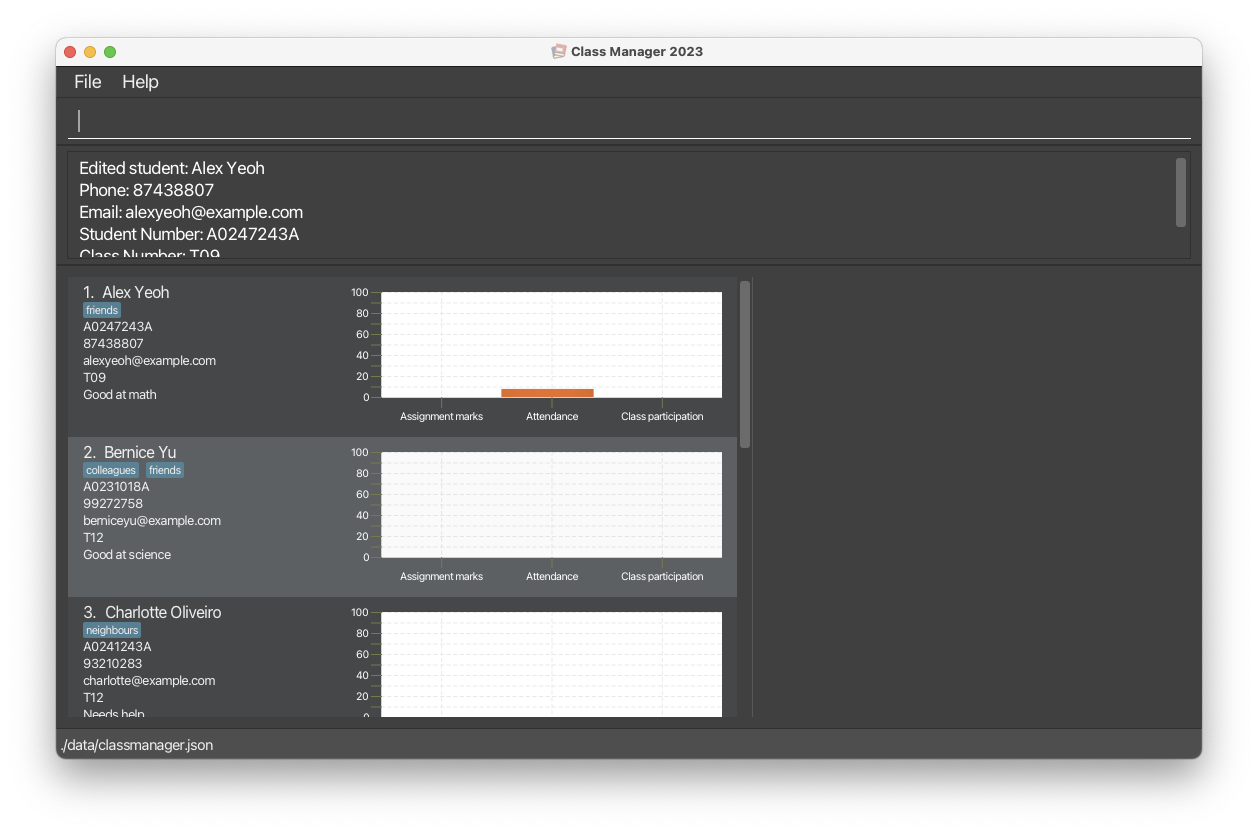 Class Manager 2023
File Help
Edited student: Alex Yeoh
Phone: 87438807
Email: alexyeoh@example.com
Student Number: A0247243A
Class Number: T09
1. Alex Yeoh
friends
A0247243A
87438807
alexyeoh@example.com
T09
Good at math
100
80
60
40
20
0
Assignment marks Attendance Class participation
2. Bernice Yu
colleagues friends
A0231018A
99272758
berniceyu@example.com
T12
Good at science
100
80
60
40
20
0
Assignment marks Attendance Class participation
3. Charlotte Oliveiro
neighbours
A0241243A
93210283
charlotte@example.com
T12
Needs help
100
80
60
40
20
0
./data/classmanager.json